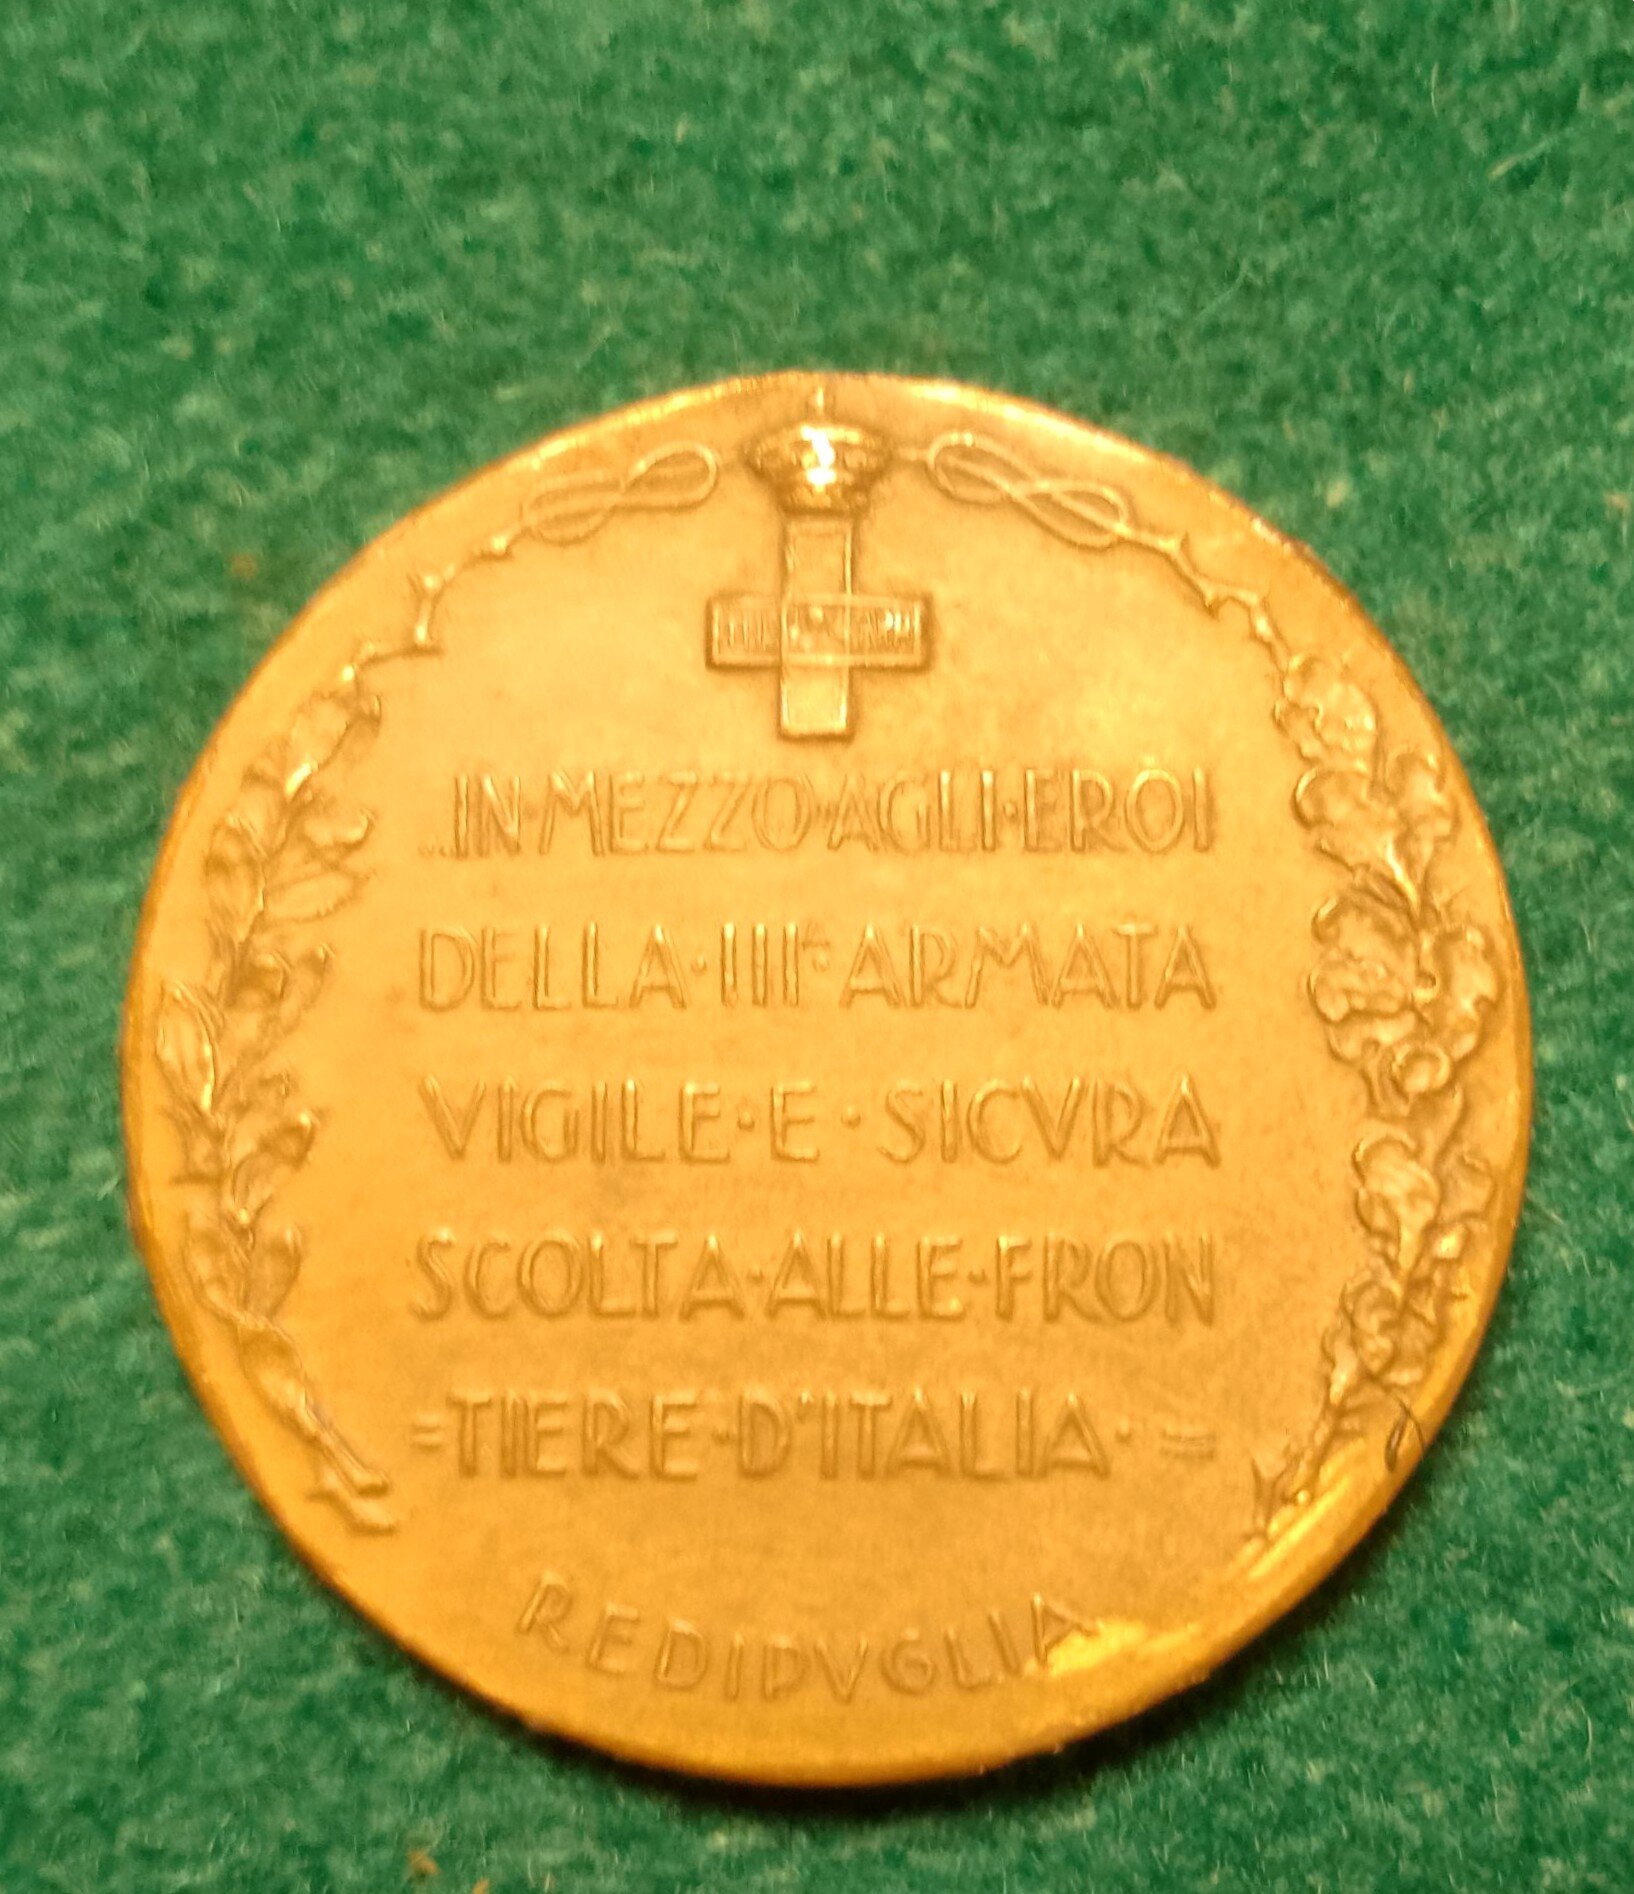 ...IN·MEZZO·AGLI·EROI
DELLA·IIIª·ARMATA
VIGILE·E·SICVRA
SCOLTA·ALLE·FRON
=TIERE·D'ITALIA·=
REDIPVGLIA